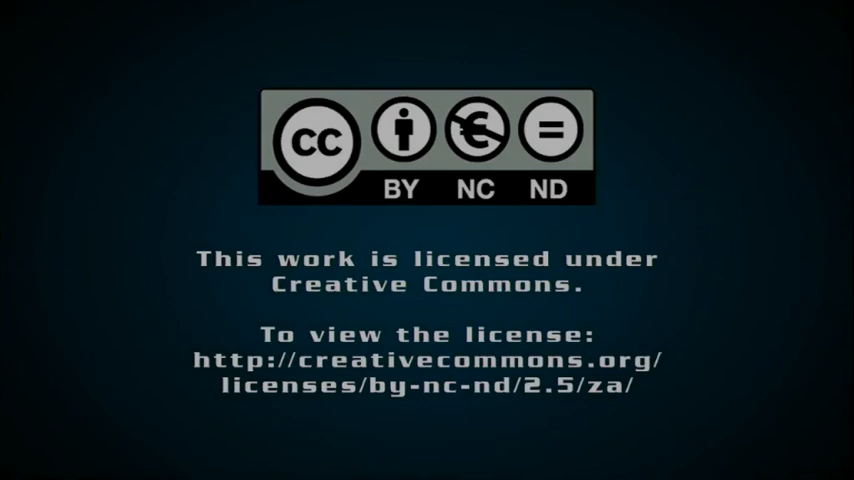 CC
BY NC ND
This work is licensed under
Creative Commons.
To view the license:
http://creativecommons.org/
licenses/by-nc-nd/2.5/za/